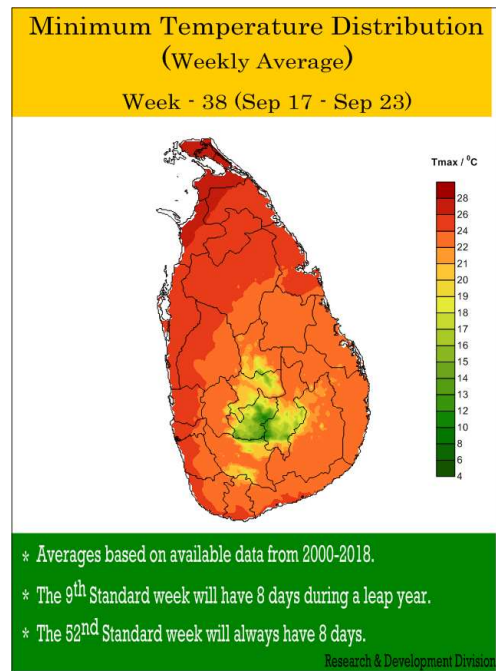 Minimum Temperature Distribution
(Weekly Average)
Week - 38 (Sep 17 - Sep 23)
Tmax / ⁰C
28
26
24
22
21
20
19
18
17
16
15
14
13
12
10
8
6
4
* Averages based on available data from 2000-2018.
* The 9th Standard week will have 8 days during a leap year.
* The 52nd Standard week will always have 8 days.
Research & Development Division